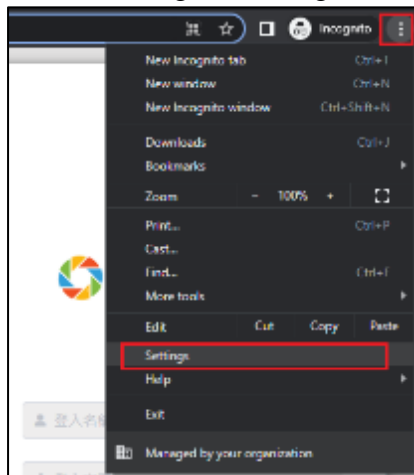 Incognito
New Incognito tab Ctrl+T
New window Ctrl+N
New Incognito window Ctrl+Shift+N
Downloads Ctrl+J
Bookmarks
Zoom - 100% +
Print... Ctrl+P
Cast...
Find... Ctrl+F
More tools
Edit Cut Copy Paste
Settings
Help
Exit
登入名稱
Managed by your organization